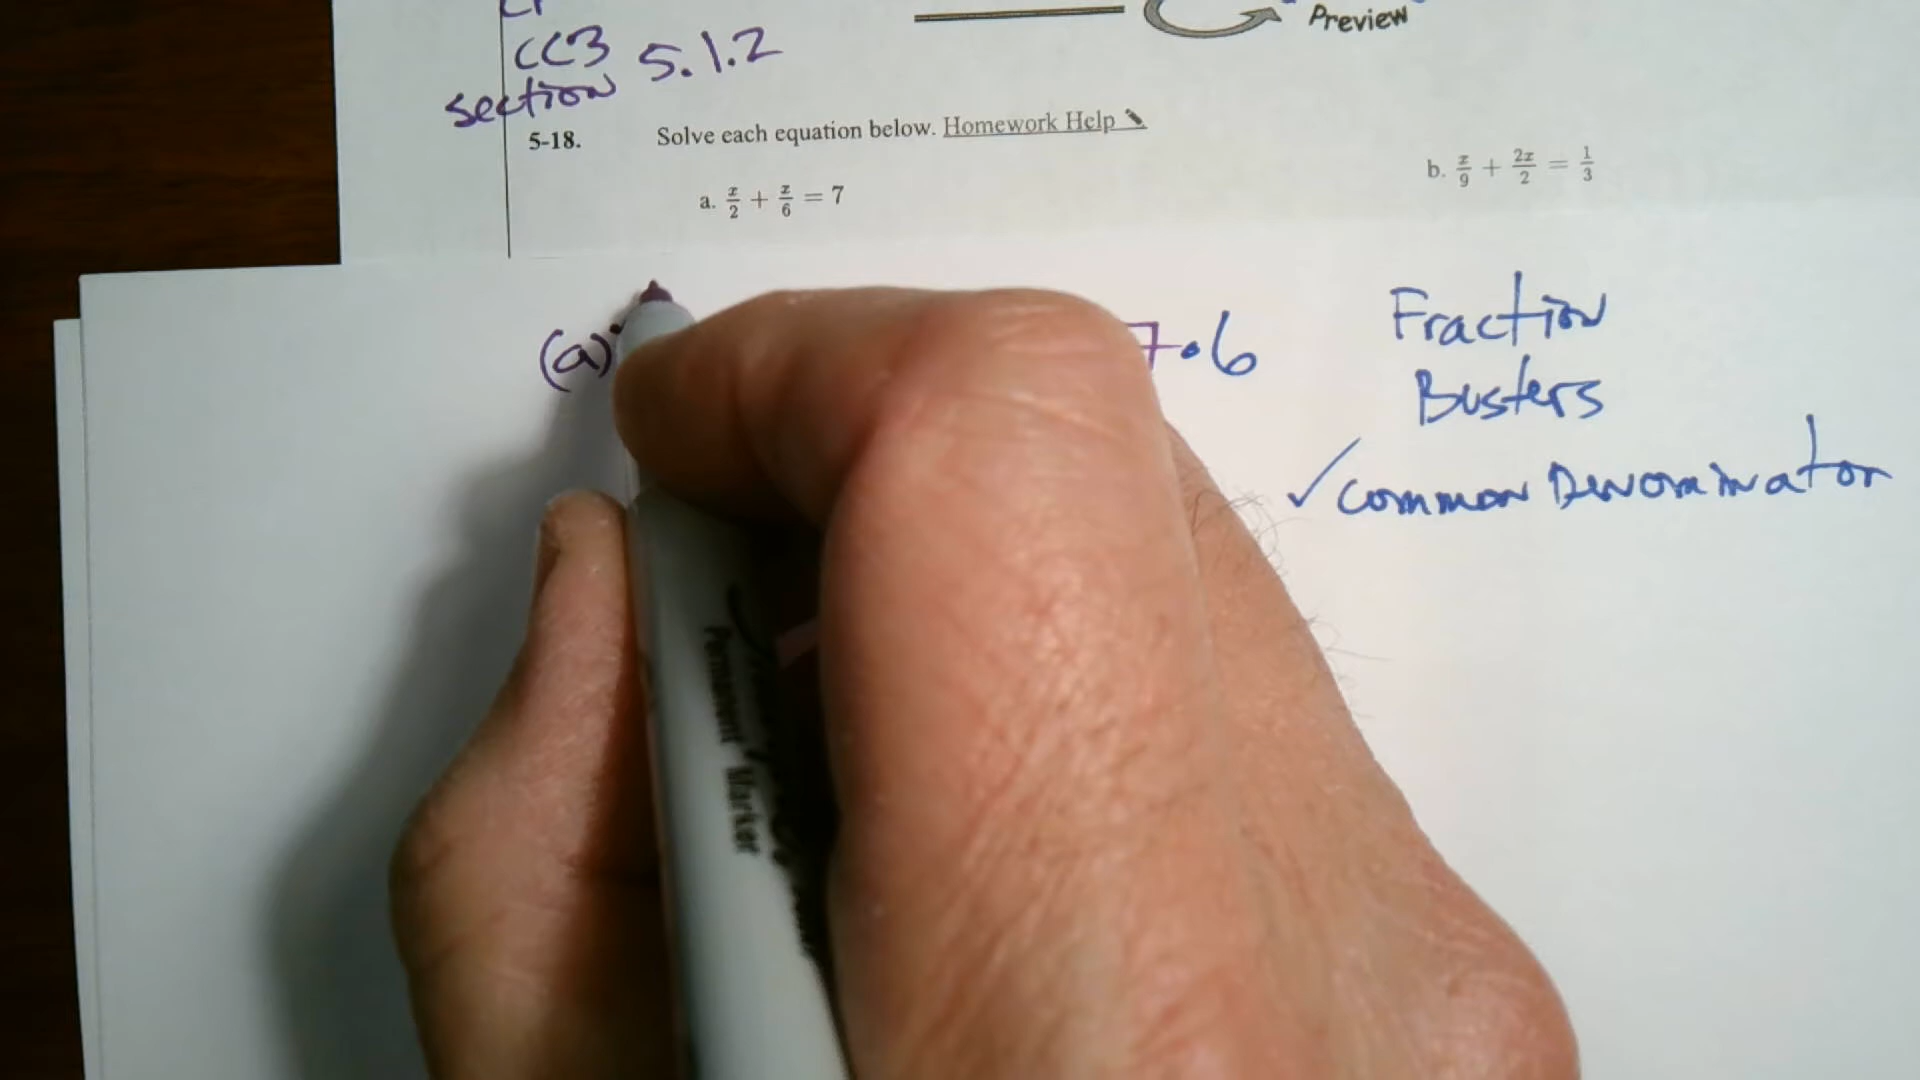 Preview
CC3
section 5.1.2
5-18. Solve each equation below. Homework Help
a. x/2 + x/6 = 7
b. x/9 + 2x/2 = 1/3
(a)
7·6
Fraction
Busters
✓ Common Denominator
Permanent Marker